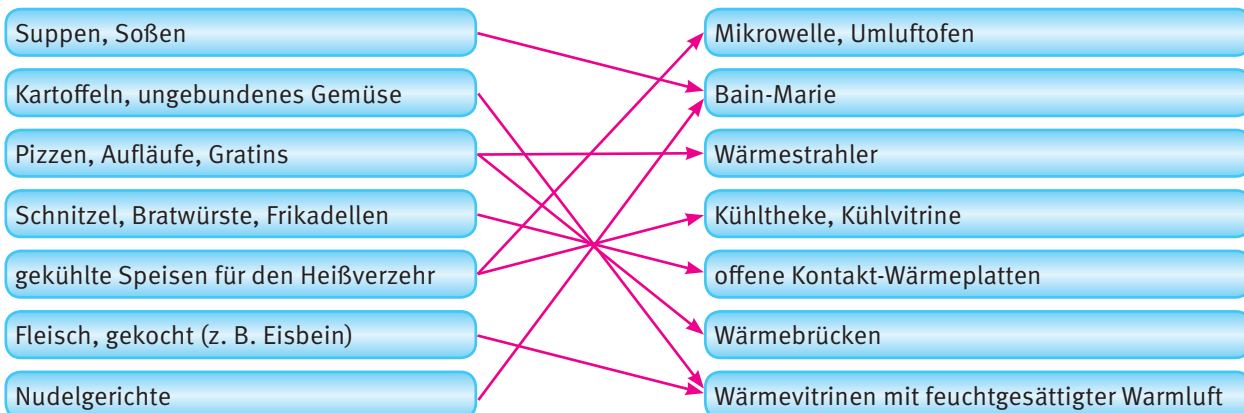 Suppen, Soßen
Kartoffeln, ungebundenes Gemüse
Pizzen, Aufläufe, Gratins
Schnitzel, Bratwürste, Frikadellen
gekühlte Speisen für den Heißverzehr
Fleisch, gekocht (z. B. Eisbein)
Nudelgerichte
Mikrowelle, Umluftofen
Bain-Marie
Wärmestrahler
Kühltheke, Kühlvitrine
offene Kontakt-Wärmeplatten
Wärmebrücken
Wärmevitrinen mit feuchtgesättigter Warmluft